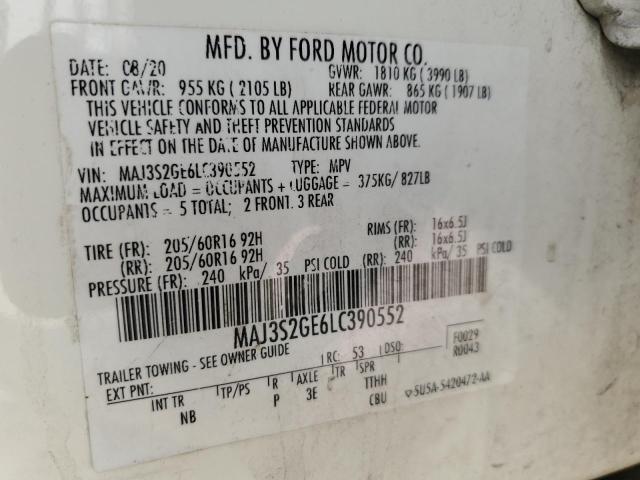 MFD. BY FORD MOTOR CO.
DATE: 08/20 GVWR: 1810 KG ( 3990 LB)
FRONT GAWR: 955 KG ( 2105 LB) REAR GAWR: 865 KG ( 1907 LB)
THIS VEHICLE CONFORMS TO ALL APPLICABLE FEDERAL MOTOR
VEHICLE SAFETY AND THEFT PREVENTION STANDARDS
IN EFFECT ON THE DATE OF MANUFACTURE SHOWN ABOVE.
VIN: MAJ3S2GE6LC390552 TYPE: MPV
MAXIMUM LOAD = OCCUPANTS + LUGGAGE = 375KG/ 827LB
OCCUPANTS = 5 TOTAL; 2 FRONT. 3 REAR
TIRE (FR): 205/60R16 92H RIMS (FR): 16x6.5J
(RR): 205/60R16 92H (RR): 16x6.5J
PRESSURE (FR): 240 kPa/ 35 PSI COLD (RR): 240 kPa/ 35 PSI COLD
MAJ3S2GE6LC390552
TRAILER TOWING - SEE OWNER GUIDE RC: 53 DSO: F0029
R0043
EXT PNT: INT TR TP/PS R AXLE TR SPR
NB P 3E TTHH
CBU SU5A-S420472-AA